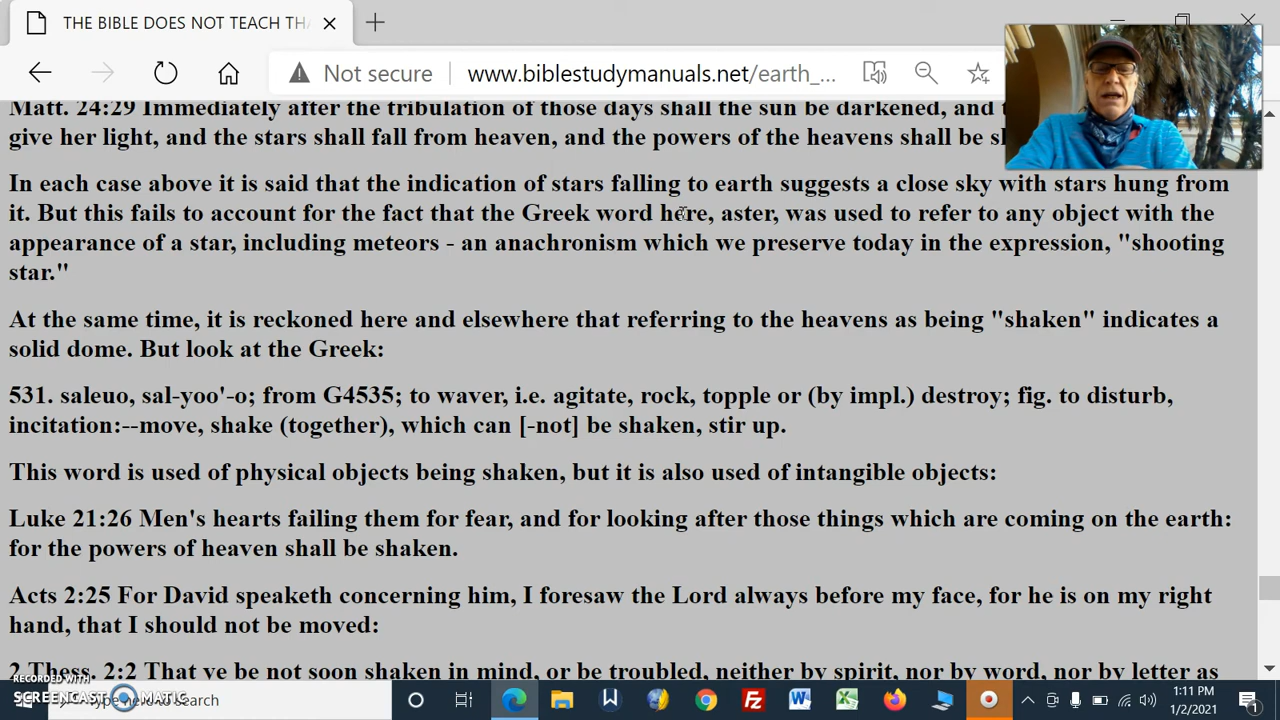 THE BIBLE DOES NOT TEACH TH
Not secure
www.biblestudymanuals.net/earth_...
Matt. 24:29 Immediately after the tribulation of those days shall the sun be darkened, and
give her light, and the stars shall fall from heaven, and the powers of the heavens shall be
In each case above it is said that the indication of stars falling to earth suggests a close sky with stars hung from
it. But this fails to account for the fact that the Greek word here, aster, was used to refer to any object with the
appearance of a star, including meteors - an anachronism which we preserve today in the expression, "shooting
star."
At the same time, it is reckoned here and elsewhere that referring to the heavens as being "shaken" indicates a
solid dome. But look at the Greek:
531. saleuo, sal-yoo'-o; from G4535; to waver, i.e. agitate, rock, topple or (by impl.) destroy; fig. to disturb,
incitation:--move, shake (together), which can [-not] be shaken, stir up.
This word is used of physical objects being shaken, but it is also used of intangible objects:
Luke 21:26 Men's hearts failing them for fear, and for looking after those things which are coming on the earth:
for the powers of heaven shall be shaken.
Acts 2:25 For David speaketh concerning him, I foresaw the Lord always before my face, for he is on my right
hand, that I should not be moved:
2 Thess. 2:2 That ye be not soon shaken in mind, or be troubled, neither by spirit, nor by word, nor by letter as
RECORDED WITH
SCREENCAST MATIC
Type here to search
1:11 PM
1/2/2021